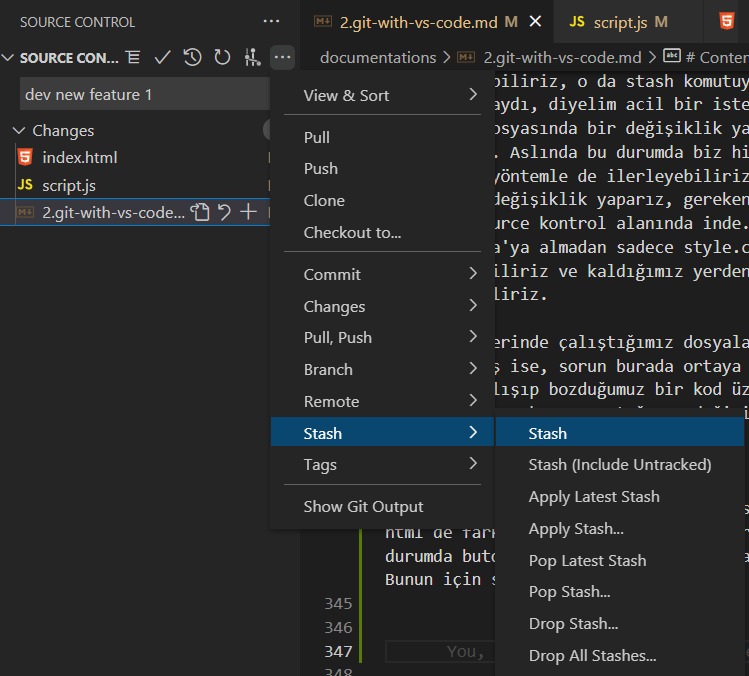 SOURCE CONTROL
2.git-with-vs-code.md M
JS script.js M
SOURCE CON...
documentations > 2.git-with-vs-code.md > abc # Conten
dev new feature 1
Changes
index.html
JS script.js
2.git-with-vs-code...
View & Sort
Pull
Push
Clone
Checkout to...
Commit
Changes
Pull, Push
Branch
Remote
Stash
Tags
Show Git Output
Stash
Stash (Include Untracked)
Apply Latest Stash
Apply Stash...
Pop Latest Stash
Pop Stash...
Drop Stash...
Drop All Stashes...
biliriz, o da stash komutuy
aydı, diyelim acil bir iste
osyasında bir değişiklik ya
. Aslında bu durumda biz hi
yöntemle de ilerleyebiliriz
değişiklik yaparız, gereken
urce kontrol alanında inde.
a'ya almadan sadece style.c
iliriz ve kaldığımız yerden
liriz.
erinde çalıştığımız dosyala
ş ise, sorun burada ortaya
lışıp bozduğumuz bir kod üz
html de fark
durumda buto
Bunun için s
345
346
347
You,
348